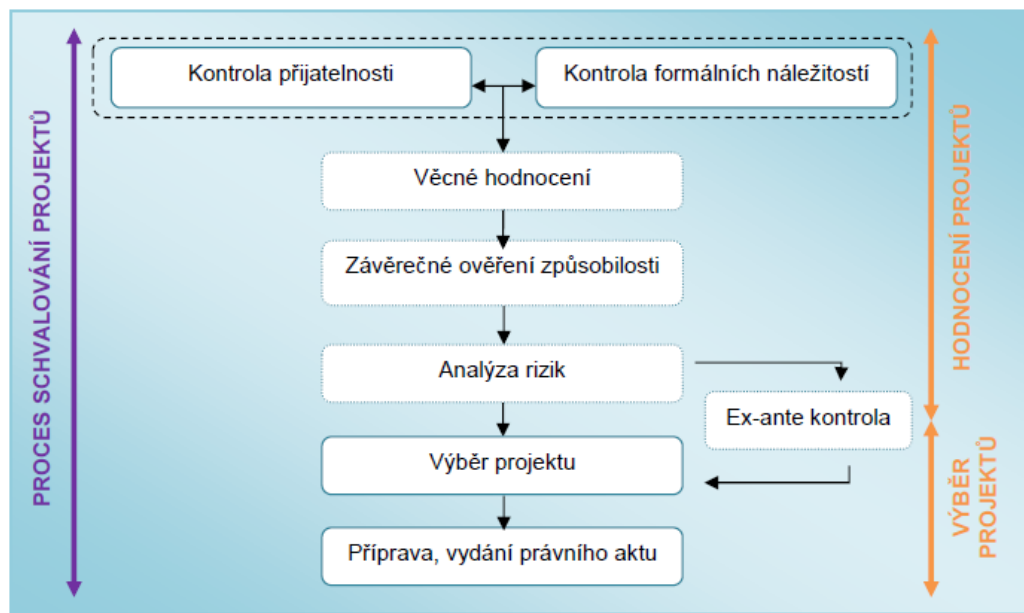 PROCES SCHVALOVÁNÍ PROJEKTŮ
Kontrola přijatelnosti
Kontrola formálních náležitostí
Věcné hodnocení
Závěrečné ověření způsobilosti
Analýza rizik
Ex-ante kontrola
Výběr projektu
Příprava, vydání právního aktu
HODNOCENÍ PROJEKTŮ
VÝBĚR
PROJEKTŮ